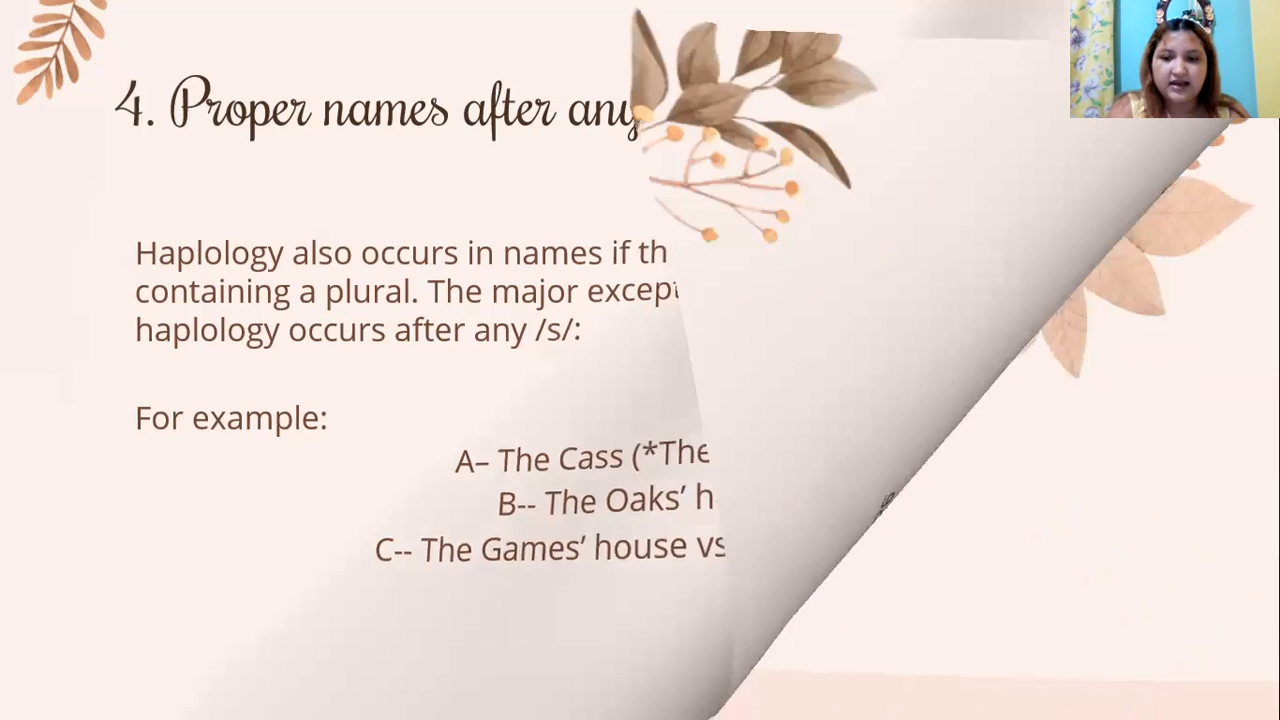 4. Proper names after any
Haplology also occurs in names if th
containing a plural. The major except
haplology occurs after any /s/:
For example:
A– The Cass (*The
B-- The Oaks’ h
C-- The Games’ house vs